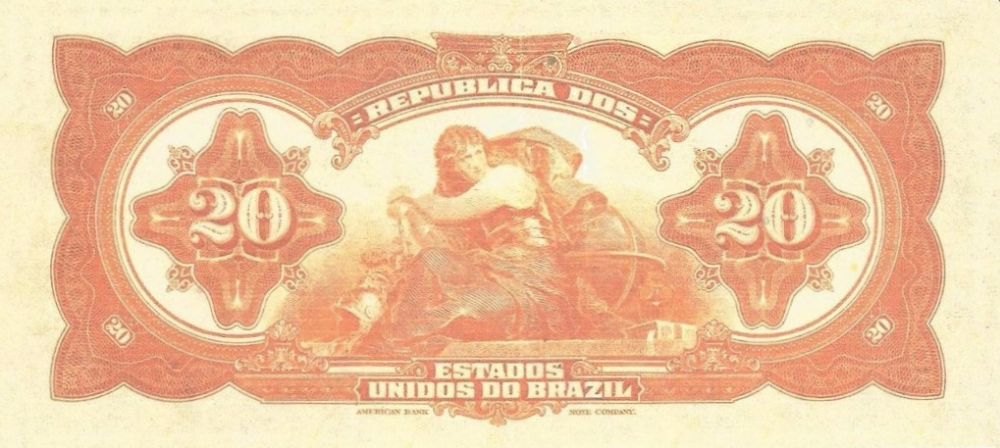 20 20
REPUBLICA DOS
20 20
20 20
ESTADOS
UNIDOS DO BRAZIL
AMERICAN BANK NOTE COMPANY.